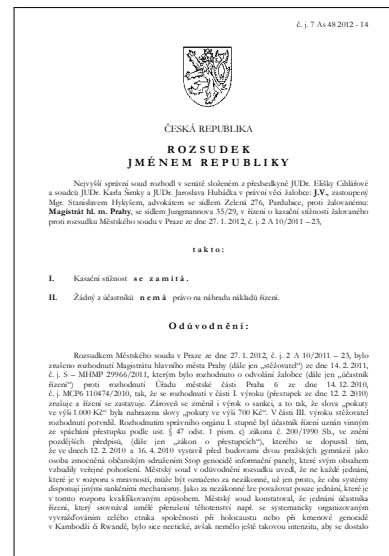 č. j. 7 As 48 2012 - 14
ČESKÁ REPUBLIKA
R O Z S U D E K
J M É N E M R E P U B L I K Y
Nejvyšší správní soud rozhodl v senátě složeném z předsedkyně JUDr. Elišky Cihlářové
a soudců JUDr. Karla Šimky a JUDr. Jaroslava Hubáčka v právní věci žalobce: J.V., zastoupený
Mgr. Stanislavem Hykyšem, advokátem se sídlem Zelená 276, Pardubice, proti žalovanému:
Magistrát hl. m. Prahy, se sídlem Jungmannova 35/29, v řízení o kasační stížnosti žalovaného
proti rozsudku Městského soudu v Praze ze dne 27. 1. 2012, č. j. 2 A 10/2011 – 23,
t a k t o :
I. Kasační stížnost s e z a m í t á .
II. Žádný z účastníků n e m á právo na náhradu nákladů řízení.
O d ů v o d n ě n í :
Rozsudkem Městského soudu v Praze ze dne 27. 1. 2012, č. j. 2 A 10/2011 – 23, bylo
zrušeno rozhodnutí Magistrátu hlavního města Prahy (dále jen „stěžovatel“) ze dne 14. 2. 2011,
č. j. S – MHMP 29966/2011, kterým bylo rozhodnuto o odvolání žalobce (dále jen „účastník
řízení“) proti rozhodnutí Úřadu městské části Praha 6 ze dne 14. 12. 2010,
č. j. MCP6 110474/2010, tak, že se rozhodnutí v části I. výroku (přestupek ze dne 12. 2. 2010)
zrušuje a řízení se zastavuje. Zároveň se změnil i výrok o sankci, a to tak, že slova „pokuty
ve výši 1.000 Kč“ byla nahrazena slovy „pokuty ve výši 700 Kč“. V části III. výroku stěžovatel
rozhodnutí potvrdil. Rozhodnutím správního orgánu I. stupně byl účastník řízení uznán vinným
ze spáchání přestupku podle ust. § 47 odst. 1 písm. c) zákona č. 200/1990 Sb., ve znění
pozdějších předpisů, (dále jen „zákon o přestupcích“), kterého se dopustil tím,
že ve dnech 12. 2. 2010 a 16. 4. 2010 vystavil před budovami dvou pražských gymnázií jako
osoba zmocněná občanským sdružením Stop genocidě informační panely, které svým obsahem
vzbudily veřejné pohoršení. Městský soud v odůvodnění rozsudku uvedl, že ne každé jednání,
které je v rozporu s mravností, může být označeno za nezákonné, už jen proto, že oba systémy
disponují jinými sankčními mechanismy. Jako za nezákonné lze považovat pouze jednání, které je
v tomto rozporu kvalifikovaným způsobem. Městský soud konstatoval, že jednání účastníka
řízení, který srovnával umělé přerušení těhotenství např. se systematicky organizovaným
vyvražďováním celého etnika společnosti při holocaustu nebo při kmenové genocidě
v Kambodži či Rwandě, bylo sice neetické, avšak nemělo ještě takovou intenzitu, aby se dostalo